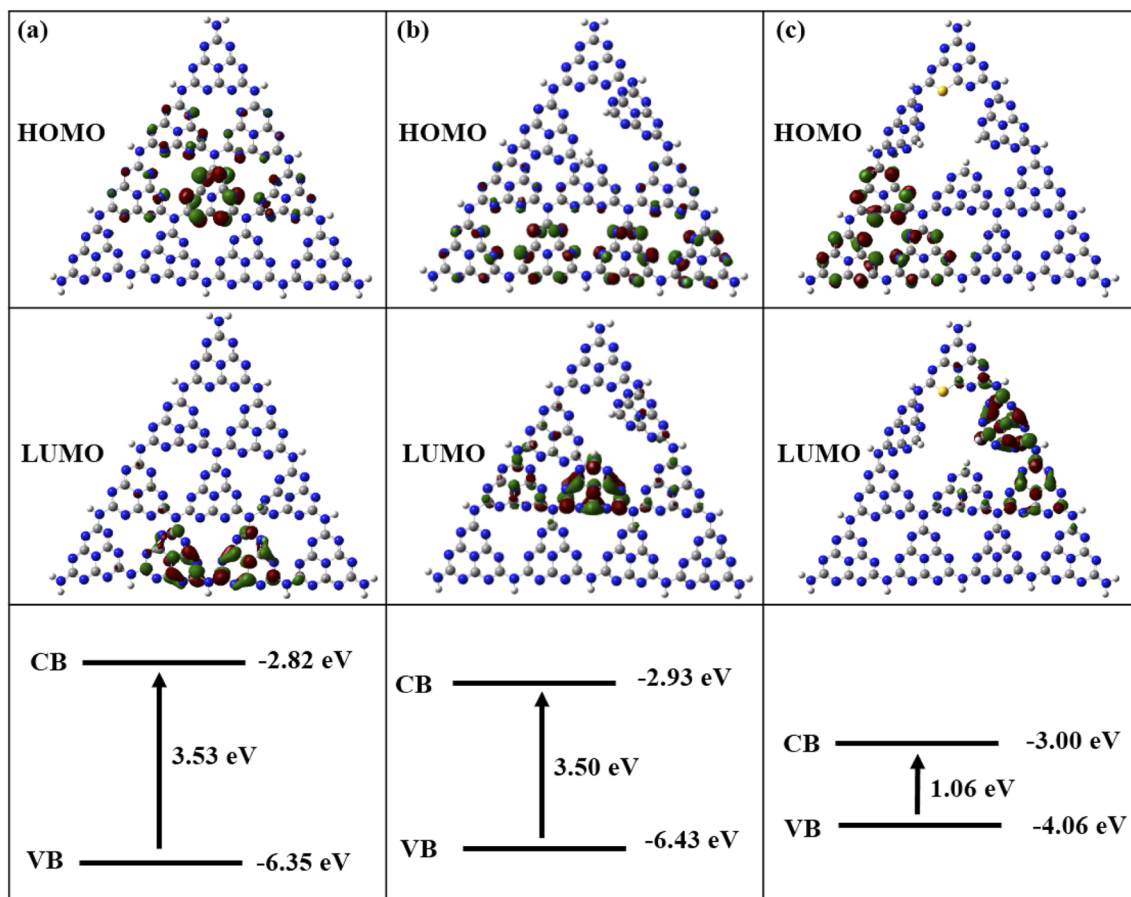 (a)
(b)
(c)
HOMO
HOMO
HOMO
LUMO
LUMO
LUMO
CB
-2.82 eV
3.53 eV
VB
-6.35 eV
CB
-2.93 eV
3.50 eV
VB
-6.43 eV
CB
-3.00 eV
1.06 eV
VB
-4.06 eV